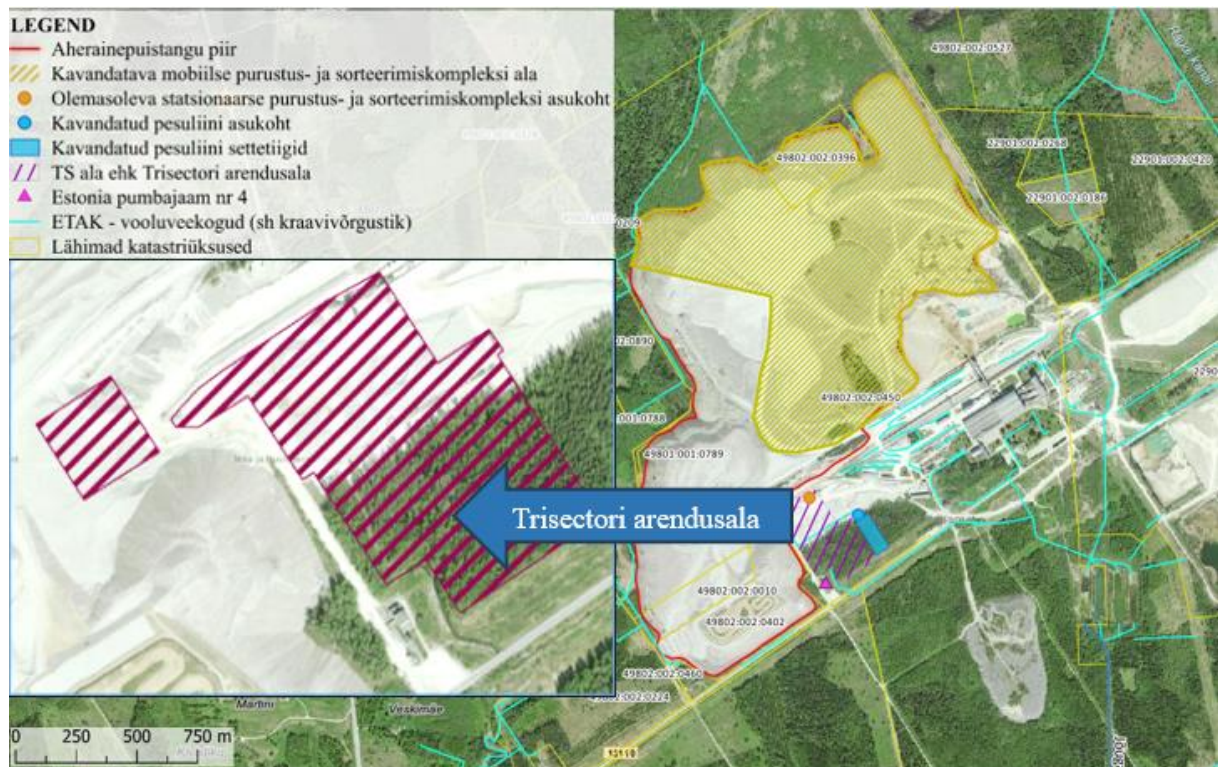 LEGEND
Aherainepuistangu piir
Kavandatava mobiilse purustus- ja sorteerimiskompleksi ala
Olemasoleva statsionaarse purustus- ja sorteerimiskompleksi asukoht
Kavandatud pesuliini asukoht
Kavandatud pesuliini settetiigid
TS ala ehk Trisectori arendusala
Estonia pumbajaam nr 4
ETAK - vooluveekogud (sh kraavivõrgustik)
Lähimad katastriüksused
49802:002:0527
49802:002:0396
22901:002:0268
22901:002:0420
22901:002:0186
49802:002:0450
49801:001:0789
Trisectori arendusala
49802:002:0010
49802:002:0402
49802:002:0460
Martini
Veskimäe
0 250 500 750 m